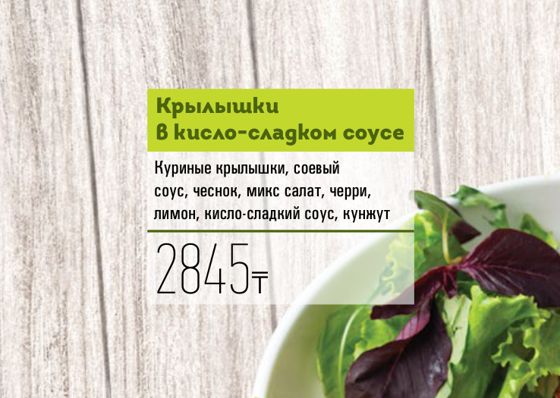 Крылышки
в кисло-сладком соусе
Куриные крылышки, соевый
соус, чеснок, микс салат, черри,
лимон, кисло-сладкий соус, кунжут
2845₸